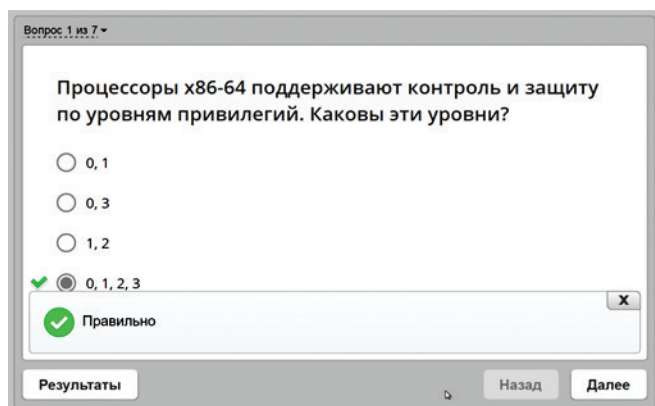 Вопрос 1 из 7
Процессоры x86-64 поддерживают контроль и защиту
по уровням привилегий. Каковы эти уровни?
0, 1
0, 3
1, 2
0, 1, 2, 3
X
Правильно
Результаты
Назад
Далее